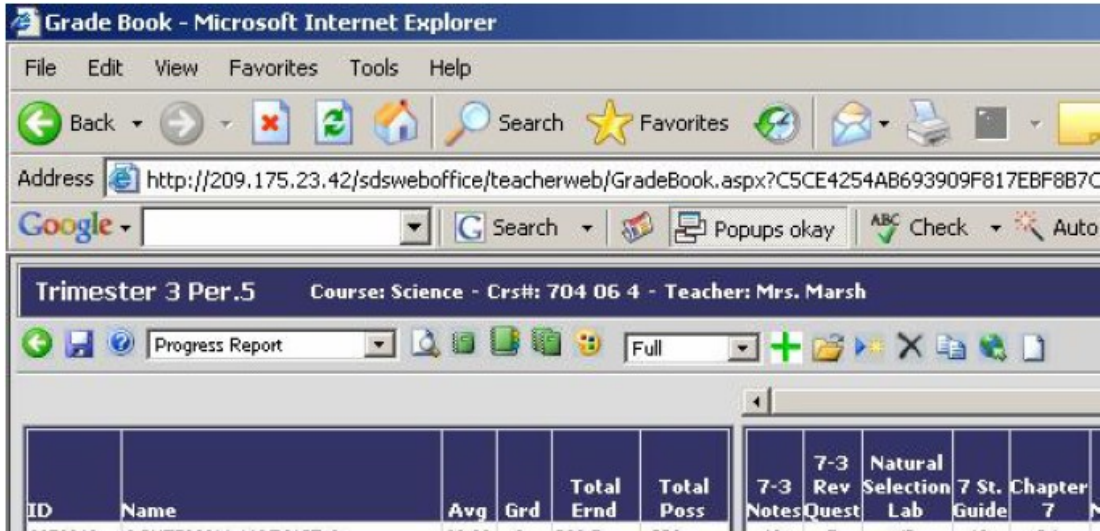 Grade Book - Microsoft Internet Explorer
File Edit View Favorites Tools Help
Back Search Favorites
Address http://209.175.23.42/sdsweboffice/teacherweb/GradeBook.aspx?C5CE4254AB693909F817EBF8B7C
Google Search Popups okay ABC Check Auto
Trimester 3 Per.5 Course: Science - Crs#: 704 06 4 - Teacher: Mrs. Marsh
Progress Report Full
7-3 Natural
Total Total 7-3 Rev Selection 7 St. Chapter
ID Name Avg Grd Ernd Poss Notes Quest Lab Guide 7